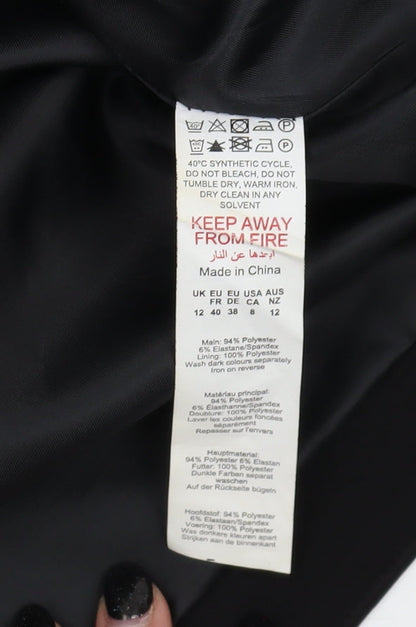 40°C SYNTHETIC CYCLE,
DO NOT BLEACH, DO NOT
TUMBLE DRY, WARM IRON,
DRY CLEAN IN ANY
SOLVENT
KEEP AWAY
FROM FIRE
ابعدها عن النار
Made in China
UK EU EU USA AUS
FR DE CA NZ
12 40 38 8 12
Main: 94% Polyester
6% Elastane/Spandex
Lining: 100% Polyester
Wash dark colours separately
Iron on reverse
Matériau principal:
94% Polyester
6% Élasthanne/Spandex
Doublure: 100% Polyester
Laver les couleurs foncées
séparément
Repasser sur l'envers
Hauptmaterial:
94% Polyester 6% Elastan
Futter: 100% Polyester
Dunkle Farben separat
waschen
Auf der Rückseite bügeln
Hoofdstof: 94% Polyester
6% Elastaan/Spandex
Voering: 100% Polyester
Was donkere kleuren apart
Strijken aan de binnenkant